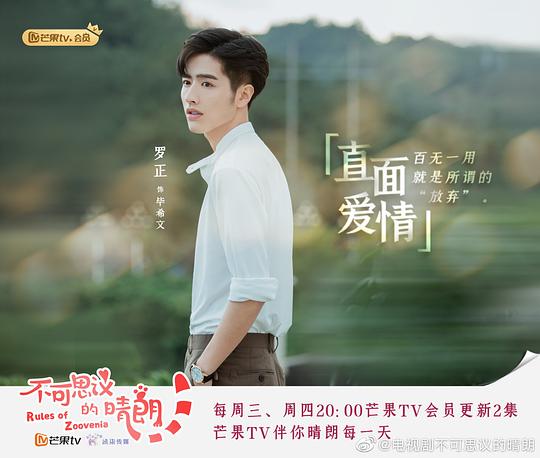 芒果tv.会员
罗正
饰
毕希文
「直面
爱情」
百无一用
就是所谓的
“放弃”。
不可思议
的晴朗
Rules of
Zoovenia
芒果tv
每周三、周四20:00芒果TV会员更新2集
芒果TV伴你晴朗每一天
@电视剧不可思议的晴朗